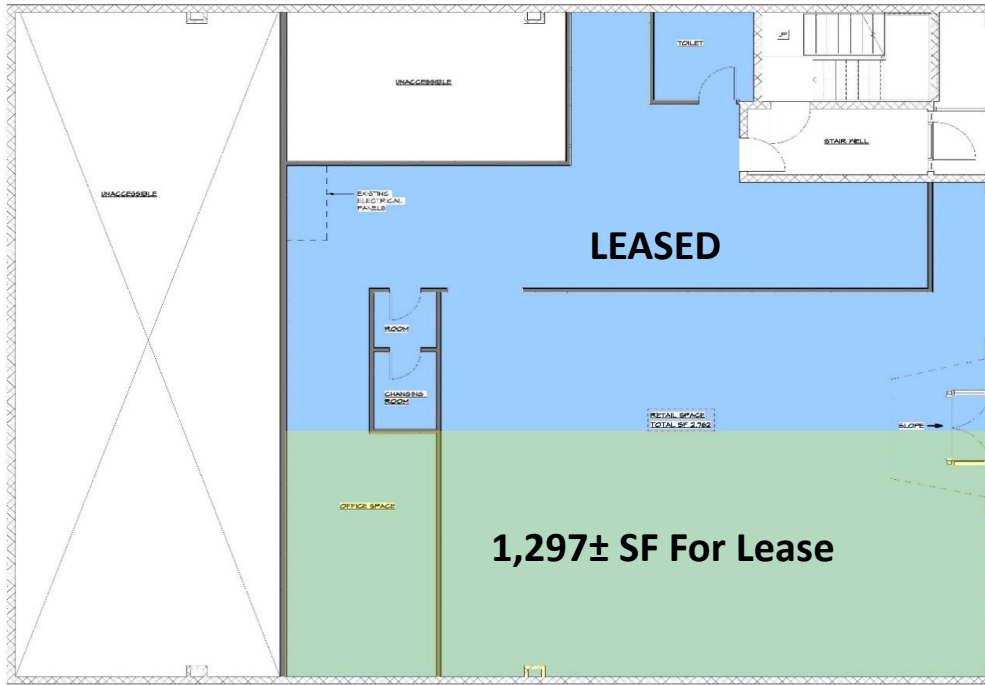 TOILET
UP
UNACCESSIBLE
STAIR WELL
UNACCESSIBLE
EXISTING
ELECTRICAL
PANELS
LEASED
ROOM
CHANGING
ROOM
RETAIL SPACE
TOTAL SF 2,762
SLOPE
OFFICE SPACE
1,297± SF For Lease